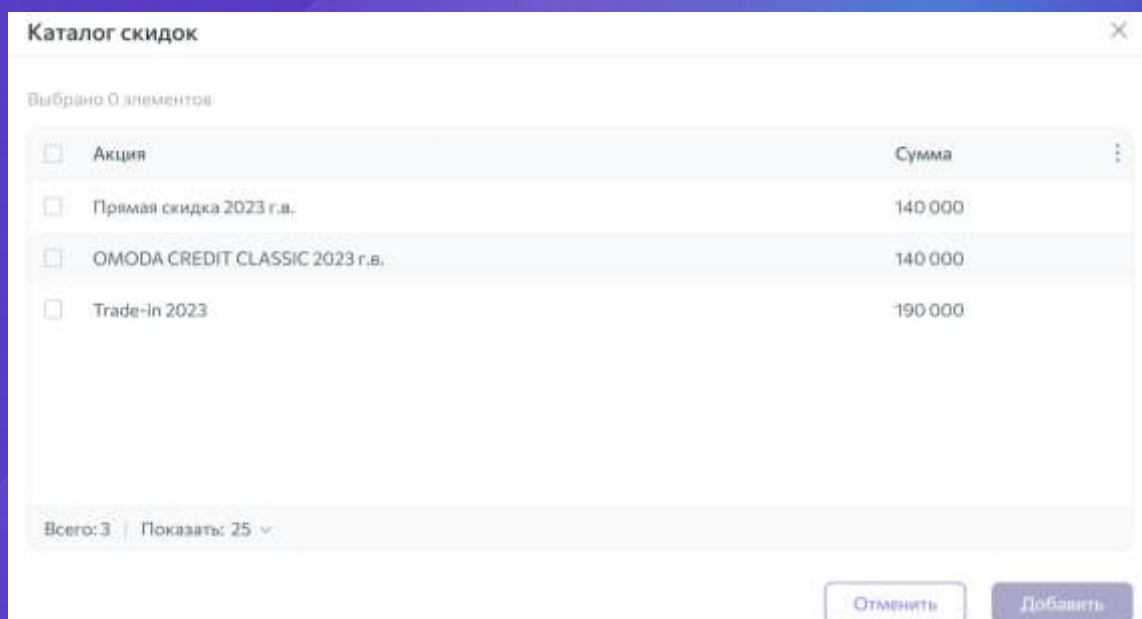 Каталог скидок
Выбрано 0 элементов
Акция Сумма
Прямая скидка 2023 г.в. 140 000
OMODA CREDIT CLASSIC 2023 г.в. 140 000
Trade-in 2023 190 000
Всего: 3 | Показать: 25
Отменить Добавить